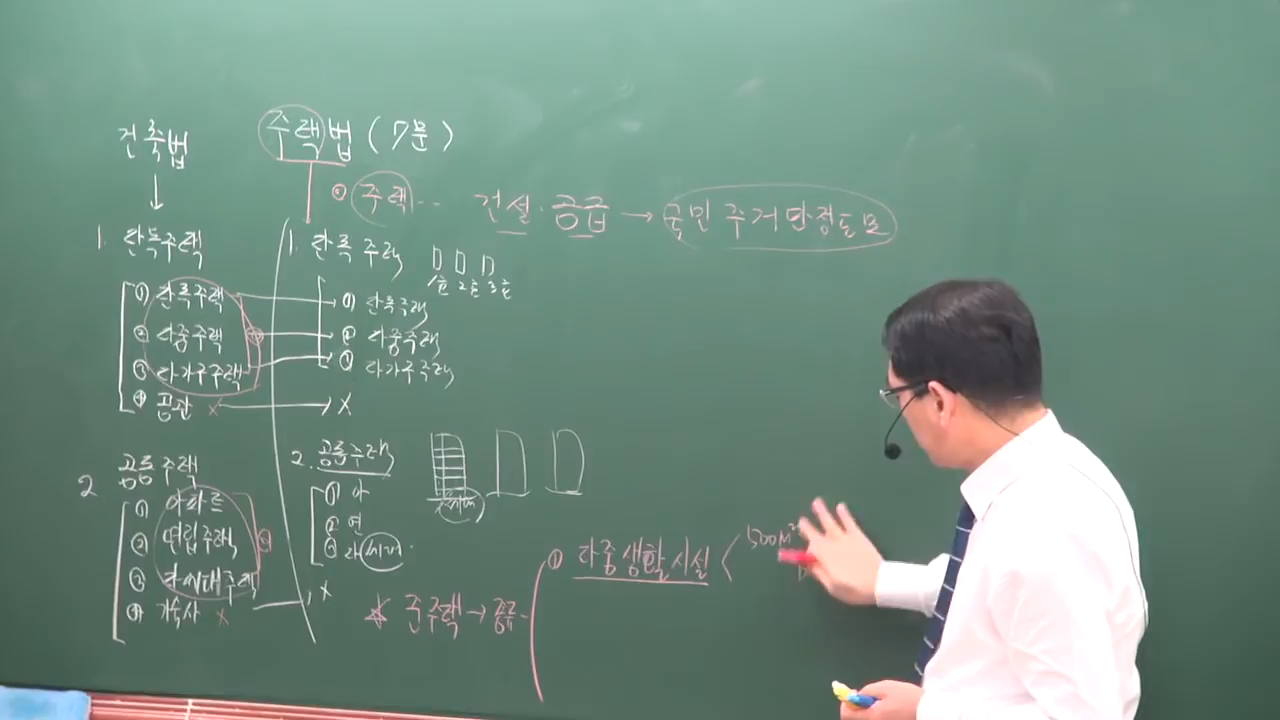 건축법
↓
1. 단독주택
① 단독주택
② 다중주택
③ 다가구주택
④ 공관 x
2 공동주택
① 아파트
② 연립주택
③ 다세대주택
④ 기숙사 x
주택법 (7문)
① 주택.. 건설·공급 → 국민 주거안정도모
1. 단독주택
1호 2호 3호
① 단독주택
② 다중주택
③ 다가구주택
X
2. 공동주택
① 아
② 연
③ 다세대.
x
준주택 →
① 다중생활시설 < 500M²